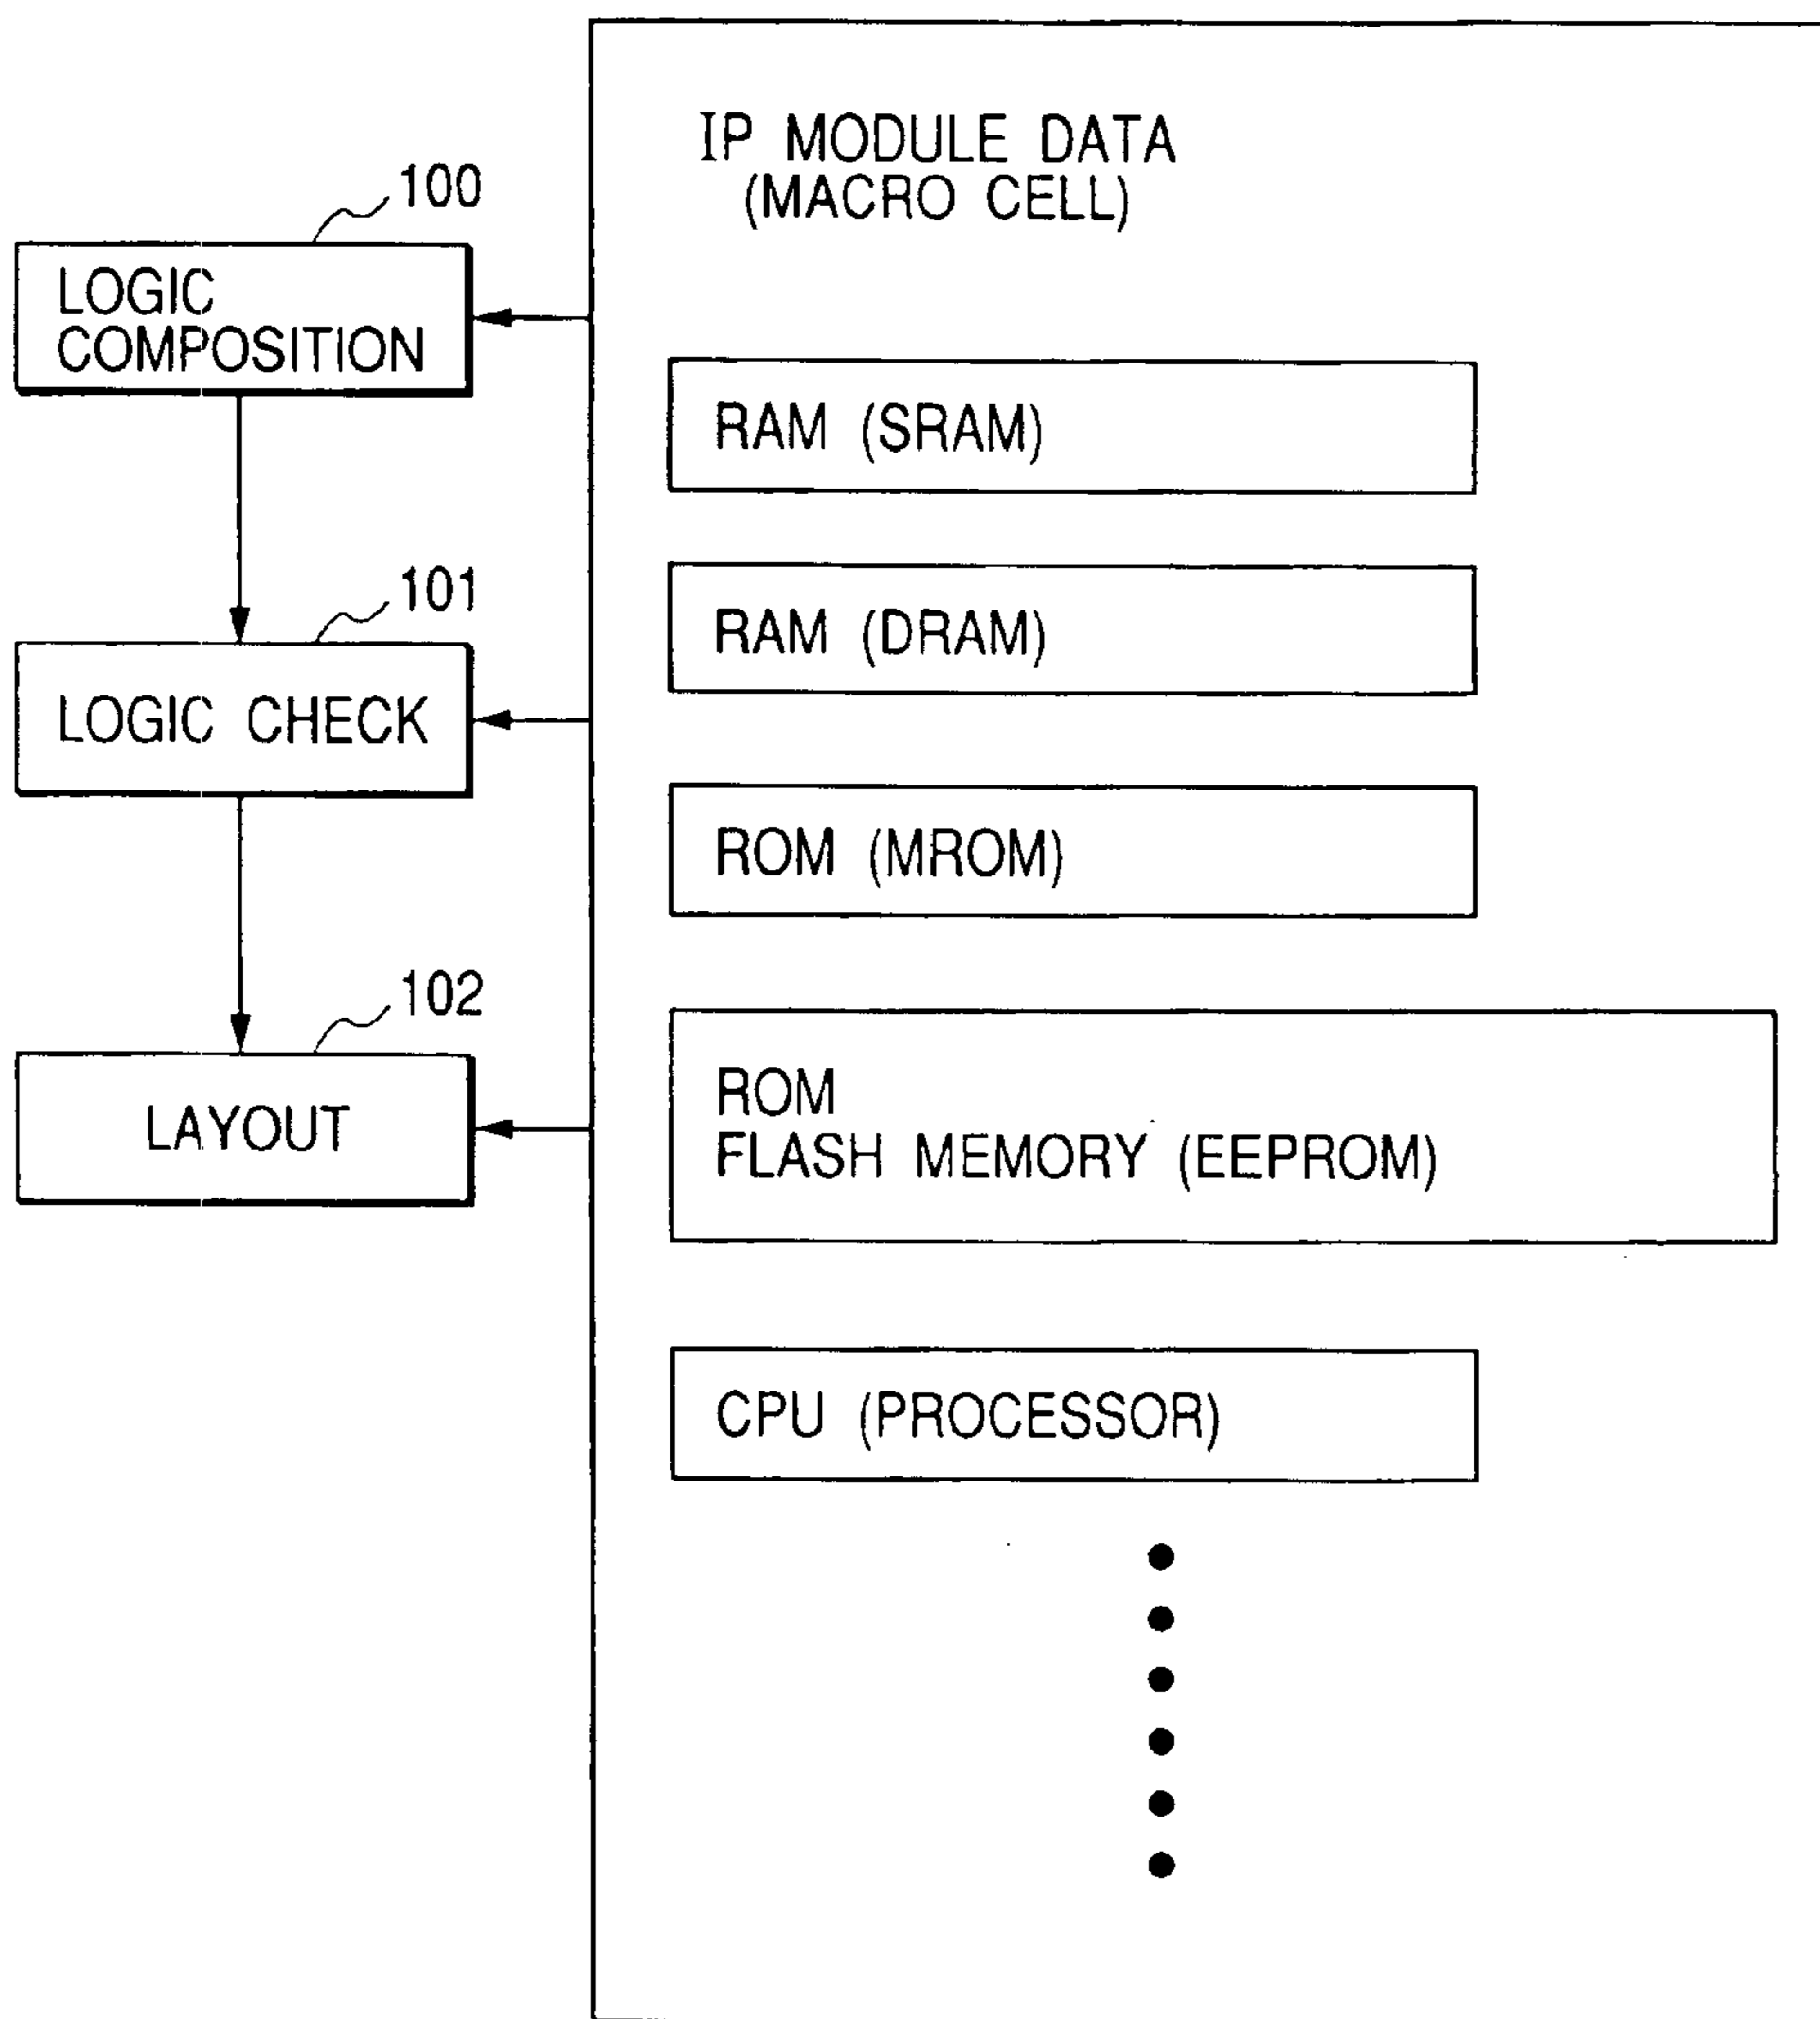 100
LOGIC
COMPOSITION
101
LOGIC CHECK
102
LAYOUT
IP MODULE DATA
(MACRO CELL)
RAM (SRAM)
RAM (DRAM)
ROM (MROM)
ROM
FLASH MEMORY (EEPROM)
CPU (PROCESSOR)